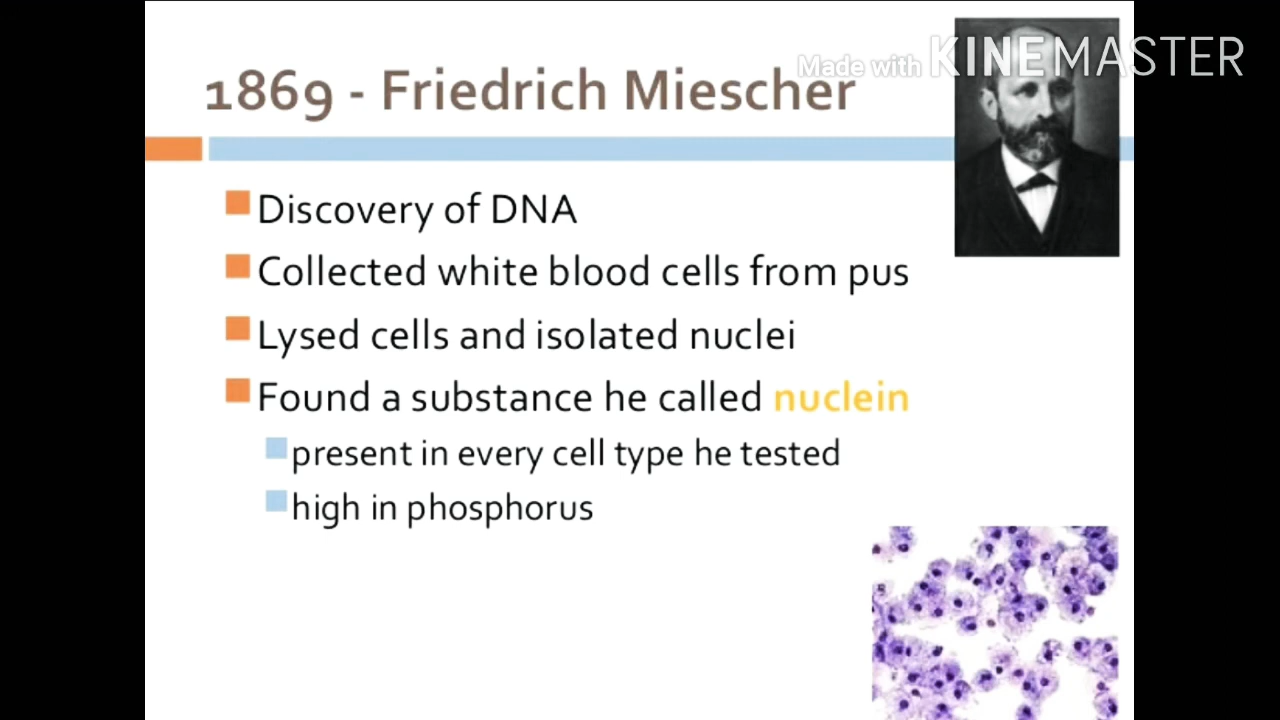 Made with KINEMASTER
1869 - Friedrich Miescher
Discovery of DNA
Collected white blood cells from pus
Lysed cells and isolated nuclei
Found a substance he called nuclein
present in every cell type he tested
high in phosphorus